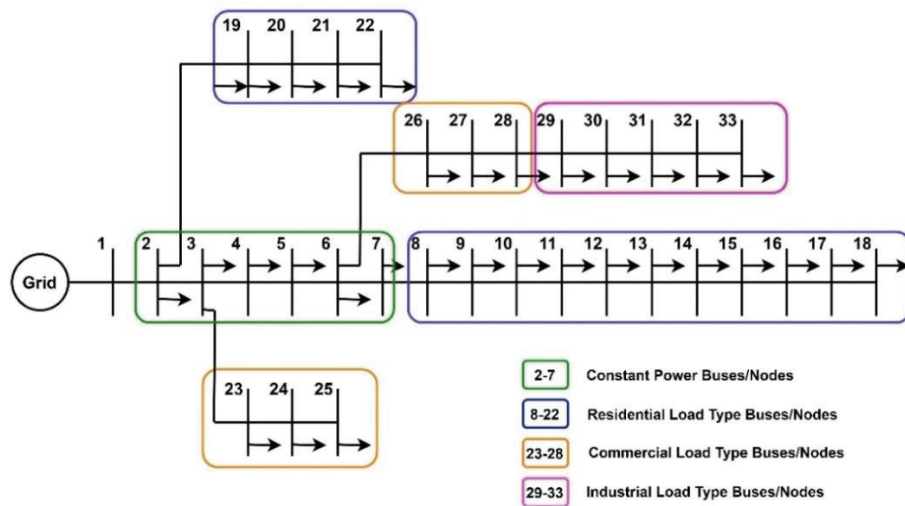 19 20 21 22
26 27 28 29 30 31 32 33
1 2 3 4 5 6 7 8 9 10 11 12 13 14 15 16 17 18
Grid
23 24 25
2-7 Constant Power Buses/Nodes
8-22 Residential Load Type Buses/Nodes
23-28 Commercial Load Type Buses/Nodes
29-33 Industrial Load Type Buses/Nodes